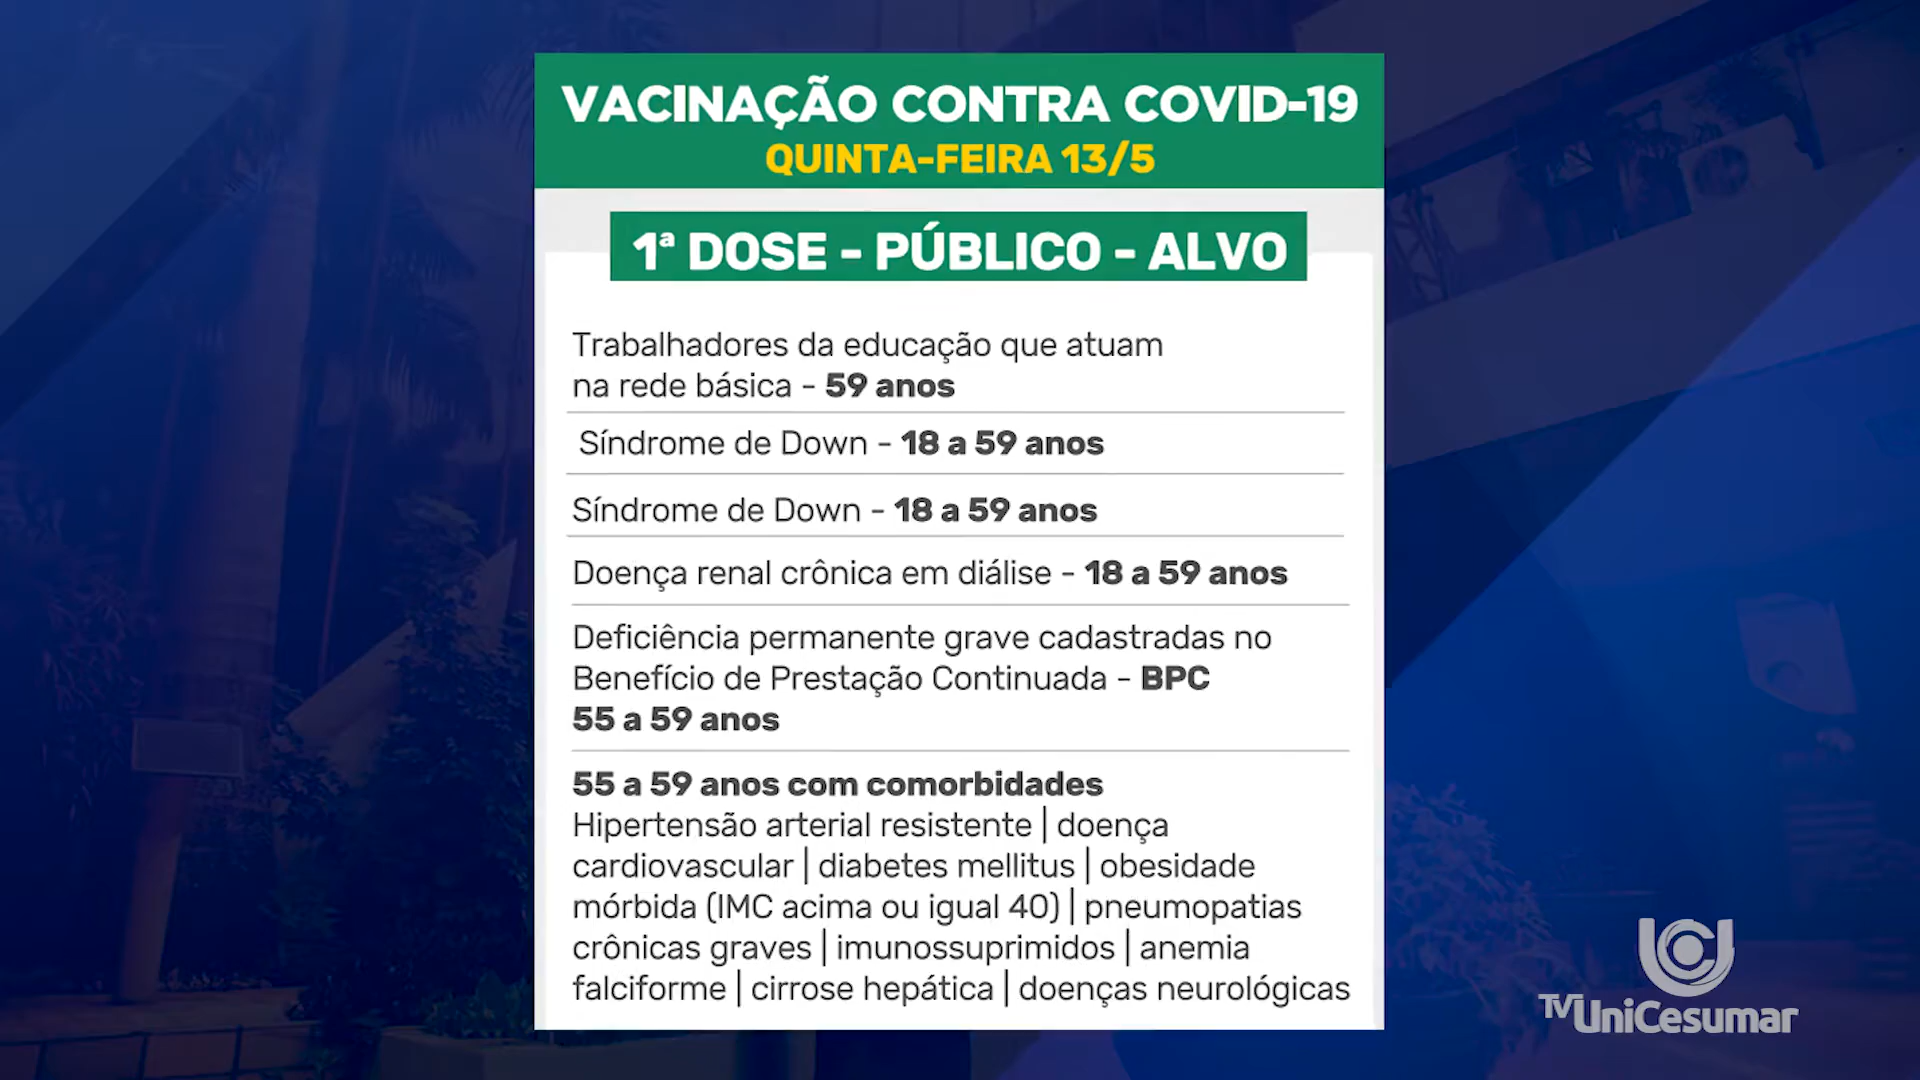 VACINAÇÃO CONTRA COVID-19
QUINTA-FEIRA 13/5
1ª DOSE - PÚBLICO - ALVO
Trabalhadores da educação que atuam
na rede básica - 59 anos
Síndrome de Down - 18 a 59 anos
Síndrome de Down - 18 a 59 anos
Doença renal crônica em diálise - 18 a 59 anos
Deficiência permanente grave cadastradas no
Benefício de Prestação Continuada - BPC
55 a 59 anos
55 a 59 anos com comorbidades
Hipertensão arterial resistente | doença
cardiovascular | diabetes mellitus | obesidade
mórbida (IMC acima ou igual 40) | pneumopatias
crônicas graves | imunossuprimidos | anemia
falciforme | cirrose hepática | doenças neurológicas
TV UniCesumar